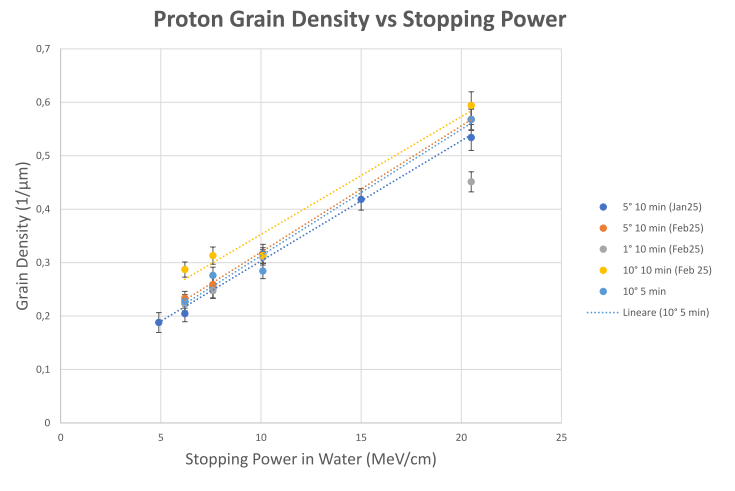 Proton Grain Density vs Stopping Power
0,7
0,6
0,5
0,4
0,3
0,2
0,1
0
Grain Density (1/µm)
0
5
10
15
20
25
Stopping Power in Water (MeV/cm)
5° 10 min (Jan25)
5° 10 min (Feb25)
1° 10 min (Feb25)
10° 10 min (Feb 25)
10° 5 min
Lineare (10° 5 min)